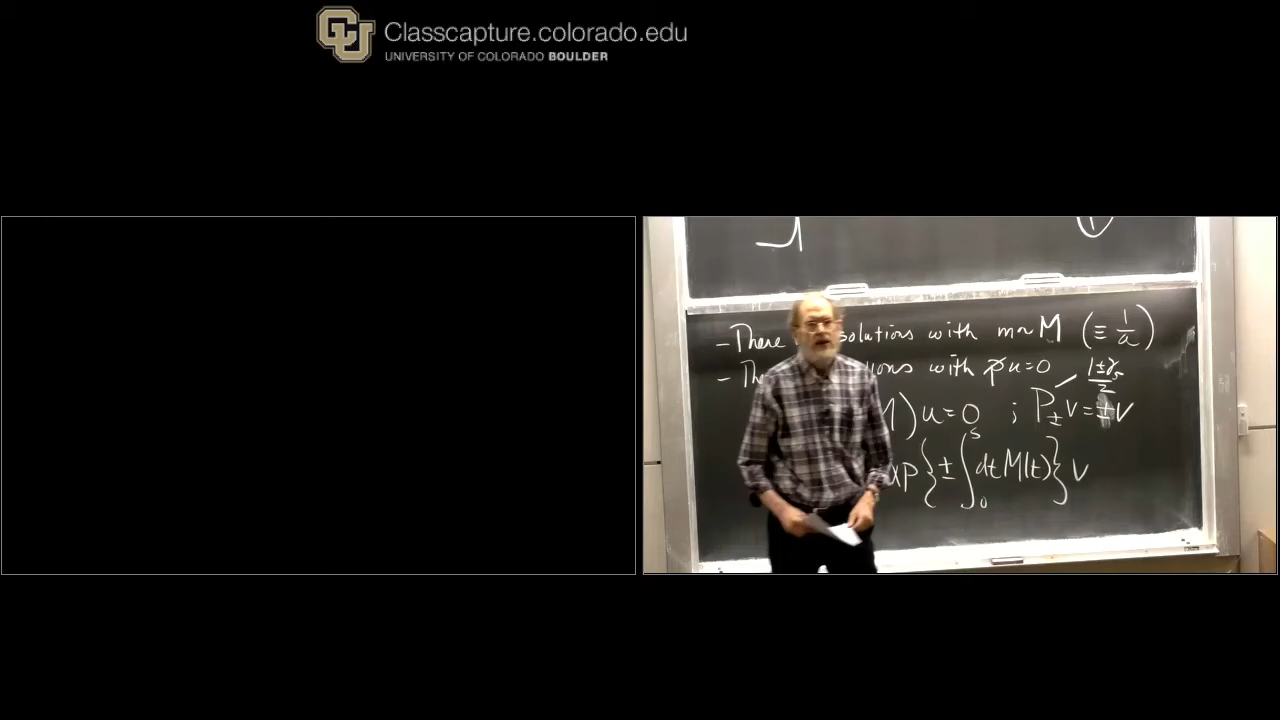 Classcapture.colorado.edu
UNIVERSITY OF COLORADO BOULDER
- There solutions with m ~ M (≡ 1/a)
- Th with p̸u=0
)u = 0 ; P± v = ±v
1±γ5/2
xp{±∫₀ˢ dt M(t)} v